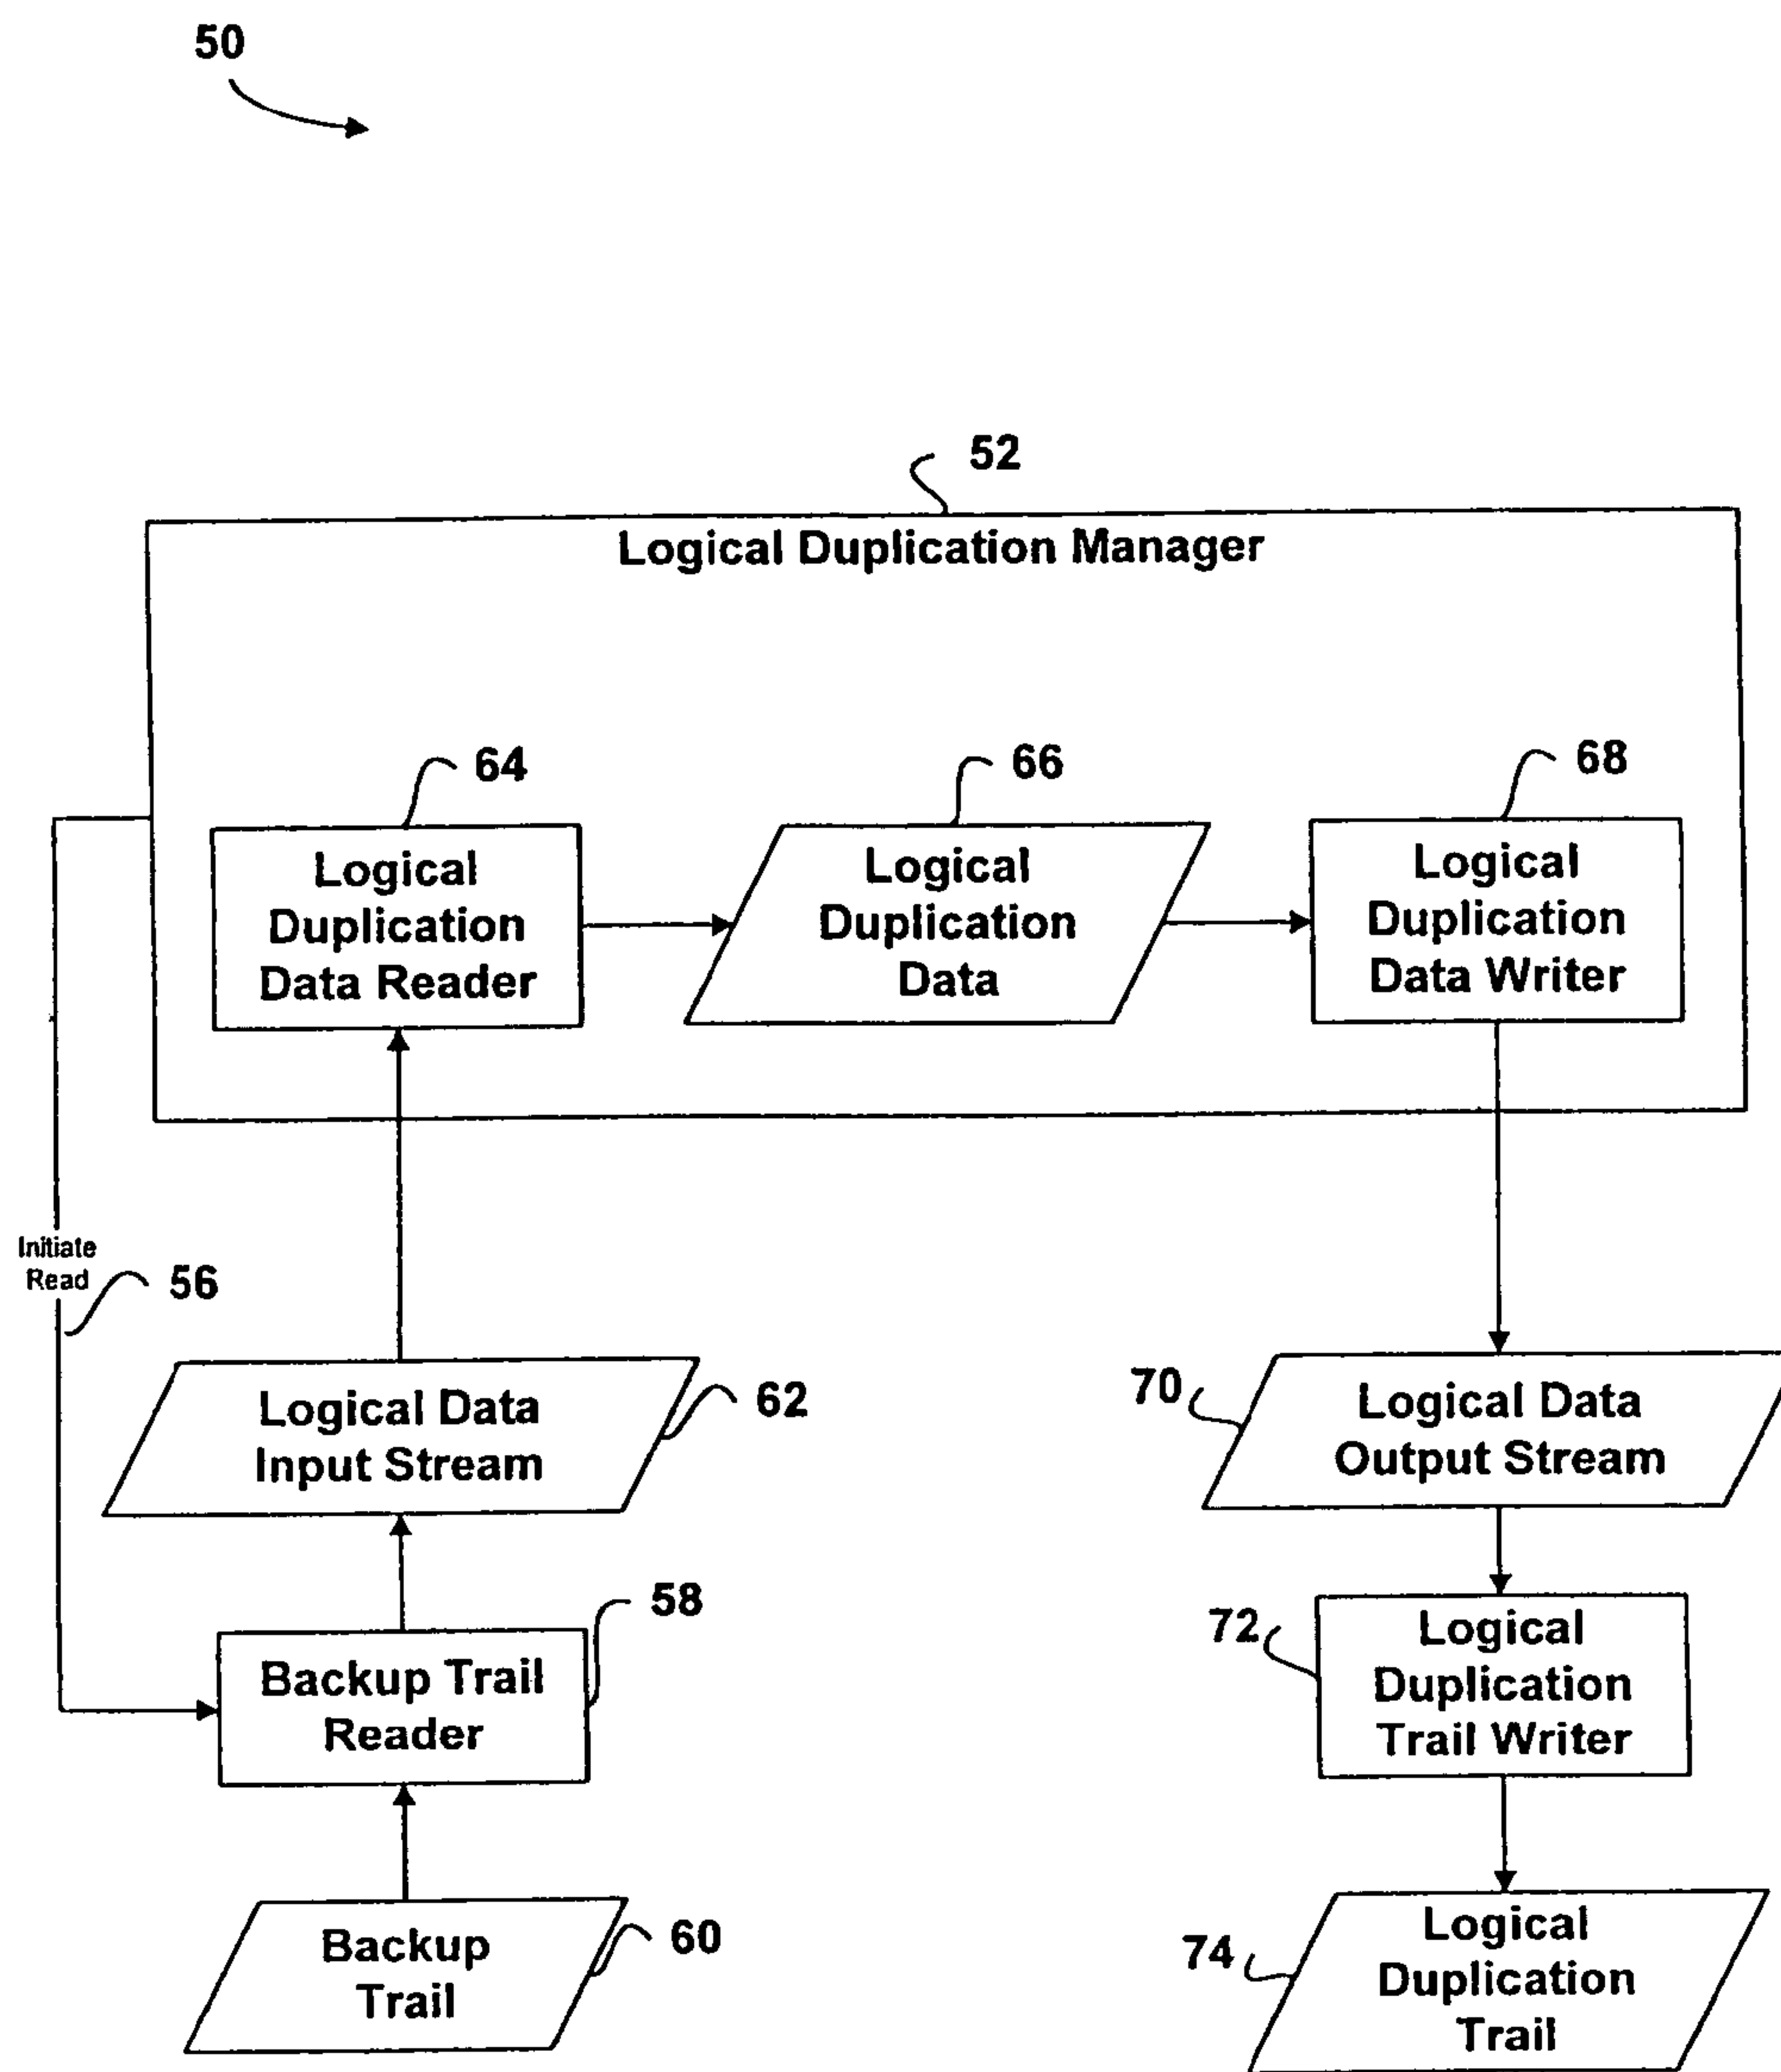 50
52
Logical Duplication Manager
64
66
68
Logical
Duplication
Data Reader
Logical
Duplication
Data
Logical
Duplication
Data Writer
Initiate
Read
56
Logical Data
Input Stream
62
70
Logical Data
Output Stream
58
Backup Trail
Reader
72
Logical
Duplication
Trail Writer
Backup
Trail
60
74
Logical
Duplication
Trail